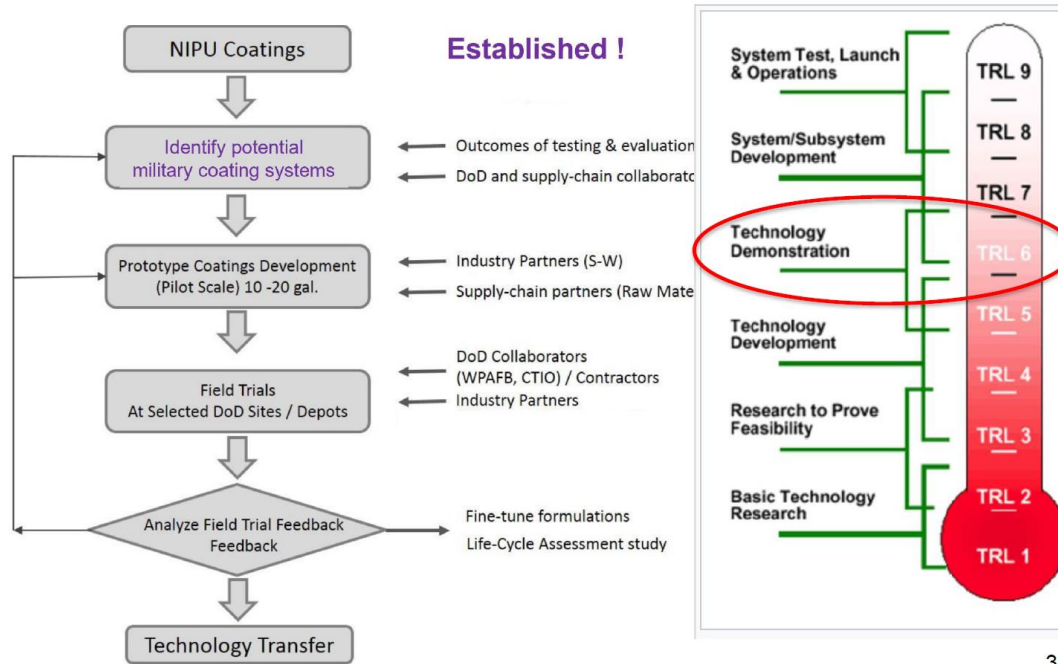 NIPU Coatings
Established !
Identify potential
military coating systems
Outcomes of testing & evaluation
DoD and supply-chain
Prototype Coatings Development
(Pilot Scale) 10 -20 gal.
Industry Partners (S-W)
Supply-chain partners (Raw
Field Trials
At Selected DoD Sites / Depots
DoD Collaborators
(WPAFB, CTIO) / Contractors
Industry Partners
Analyze Field Trial Feedback
Feedback
Fine-tune formulations
Life-Cycle Assessment study
Technology Transfer
System Test, Launch
& Operations
System/Subsystem
Development
Technology
Demonstration
Technology
Development
Research to Prove
Feasibility
Basic Technology
Research
TRL 9
TRL 8
TRL 7
TRL 6
TRL 5
TRL 4
TRL 3
TRL 2
TRL 1